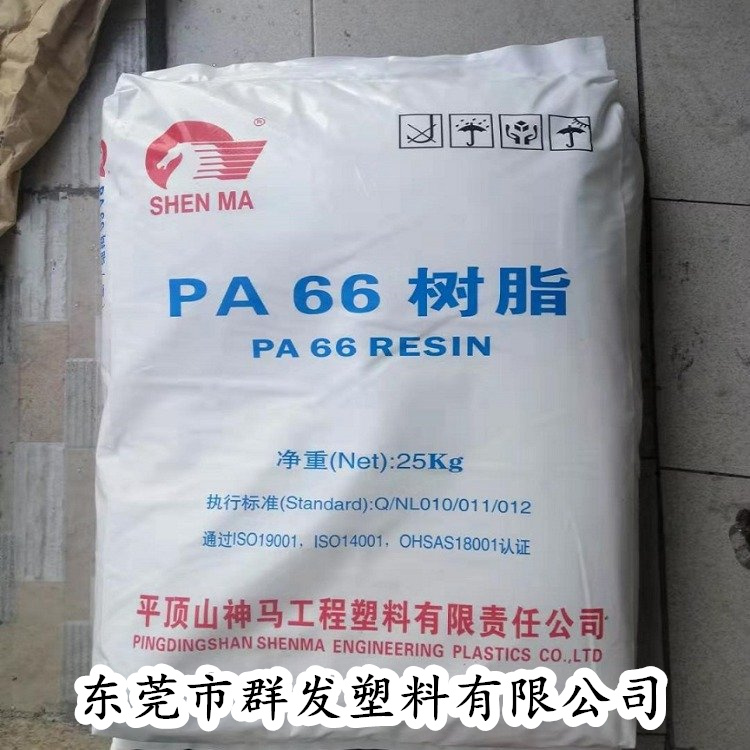 ®
SHEN MA
PA 66 树脂
PA 66 RESIN
净重(Net):25Kg
执行标准(Standard):Q/NL010/011/012
通过ISO19001、ISO14001、OHSAS18001认证
平顶山神马工程塑料有限责任公司
PINGDINGSHAN SHENMA ENGINEERING PLASTICS CO.,LTD
东莞市群发塑料有限公司